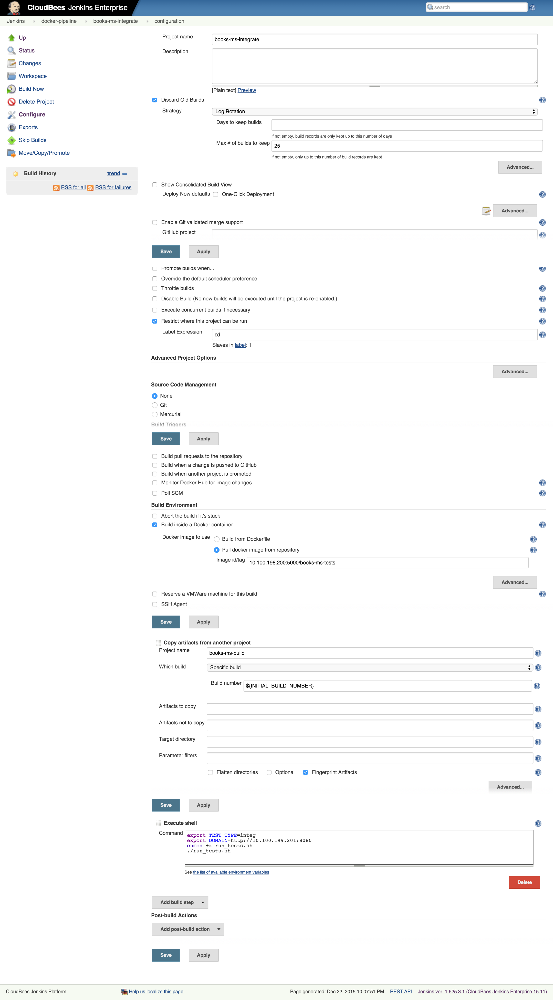 CloudBees Jenkins Enterprise
search
Jenkins
docker-pipeline
books-ms-integrate
configuration
Up
Status
Changes
Workspace
Build Now
Delete Project
Configure
Exports
Skip Builds
Move/Copy/Promote
Build History
trend
RSS for all RSS for failures
Project name
books-ms-integrate
Description
[Plain text] Preview
Discard Old Builds
Strategy
Log Rotation
Days to keep builds
if not empty, build records are only kept up to this number of days
Max # of builds to keep
25
if not empty, only up to this number of build records are kept
Advanced...
Show Consolidated Build View
Deploy Now defaults
One-Click Deployment
Advanced...
Enable Git validated merge support
GitHub project
Save
Apply
Promote builds when...
Override the default scheduler preference
Throttle builds
Disable Build (No new builds will be executed until the project is re-enabled.)
Execute concurrent builds if necessary
Restrict where this project can be run
Label Expression
cd
Slaves in label: 1
Advanced Project Options
Advanced...
Source Code Management
None
Git
Mercurial
Build Triggers
Save
Apply
Build pull requests to the repository
Build when a change is pushed to GitHub
Build when another project is promoted
Monitor Docker Hub for image changes
Poll SCM
Build Environment
Abort the build if it's stuck
Build inside a Docker container
Docker image to use
Build from Dockerfile
Pull docker image from repository
Image id/tag
10.100.198.200:5000/books-ms-tests
Advanced...
Reserve a VMWare machine for this build
SSH Agent
Save
Apply
Copy artifacts from another project
Project name
books-ms-build
Which build
Specific build
Build number
${INITIAL_BUILD_NUMBER}
Artifacts to copy
Artifacts not to copy
Target directory
Parameter filters
Flatten directories
Optional
Fingerprint Artifacts
Advanced...
Save
Apply
Execute shell
Command
export TEST_TYPE=integ
export DOMAIN=http://10.100.199.201:8080
chmod +x run_tests.sh
./run_tests.sh
See the list of available environment variables
Delete
Add build step
Post-build Actions
Add post-build action
Save
Apply
CloudBees Jenkins Platform
Help us localize this page
Page generated: Dec 22, 2015 10:07:51 PM
REST API
Jenkins ver. 1.625.3.1 (CloudBees Jenkins Enterprise 15.11)